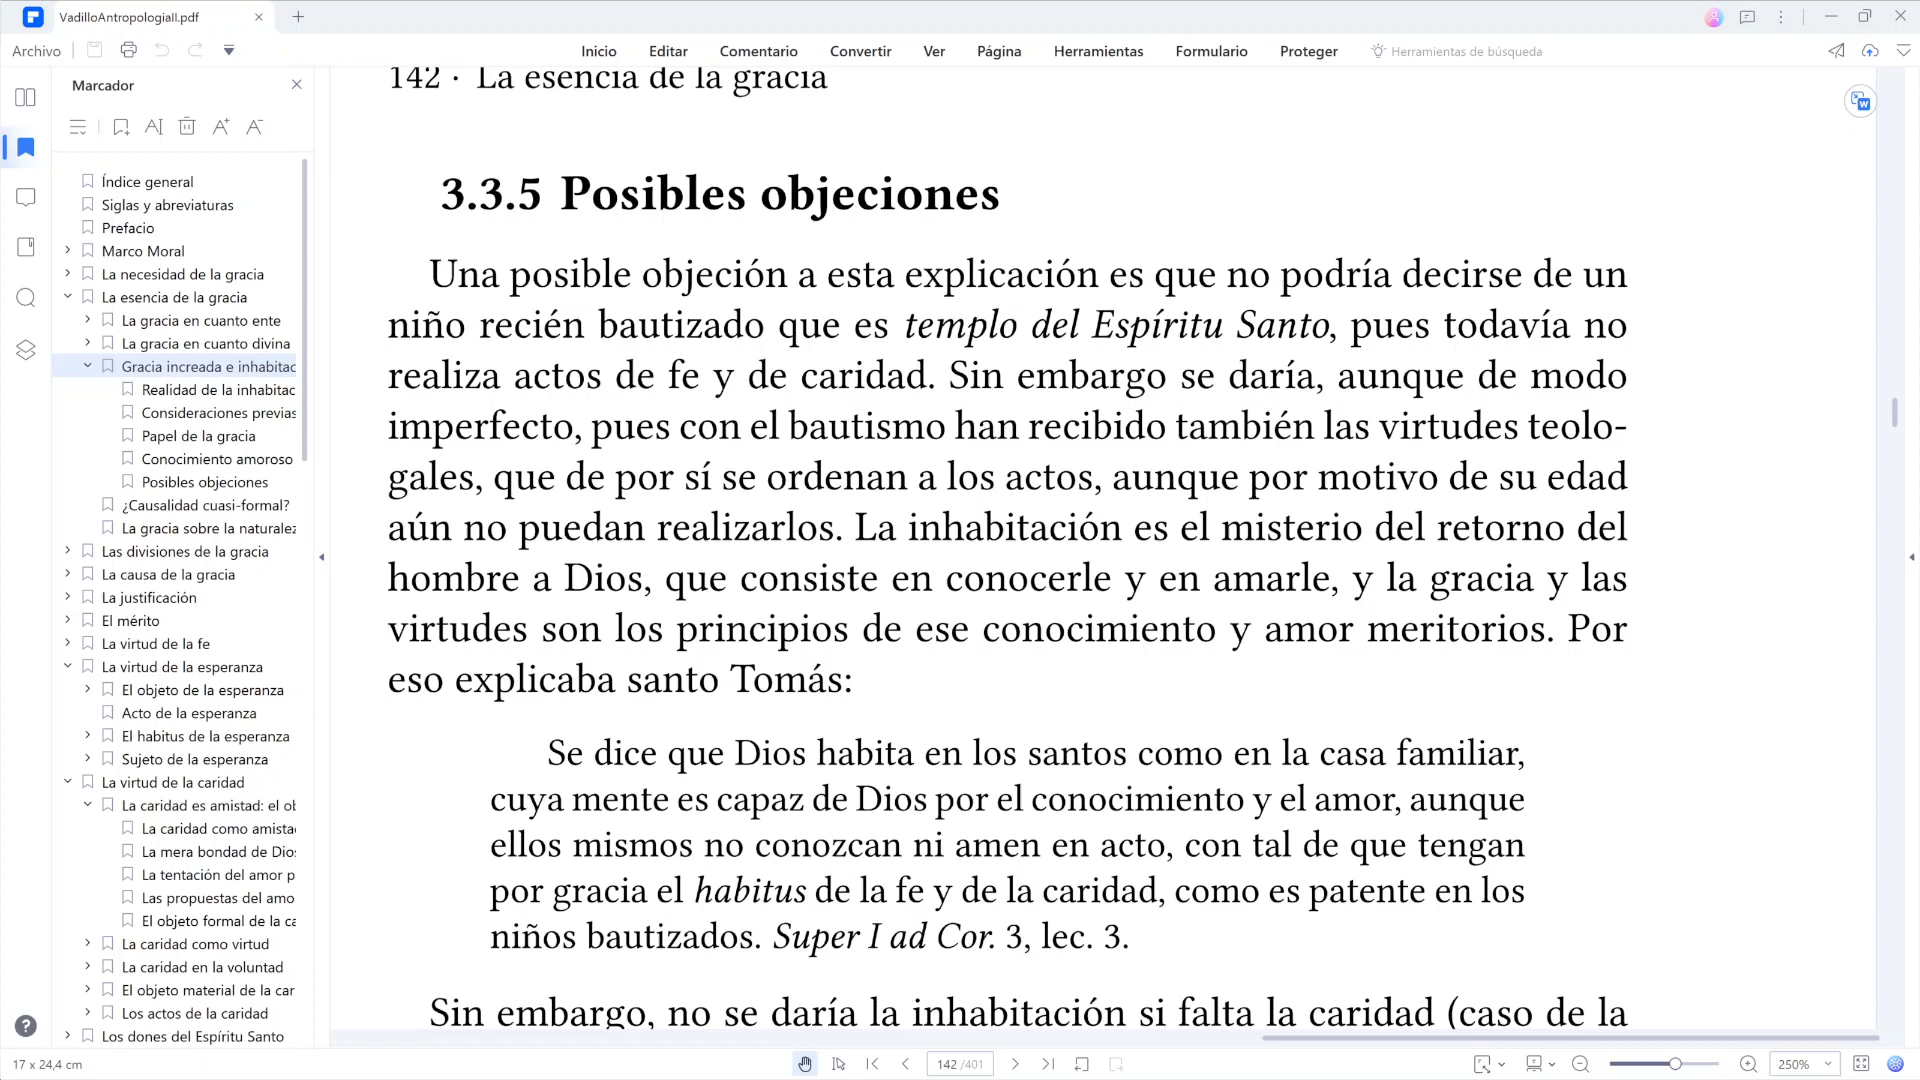 VadilloAntropologiaII.pdf
Archivo
Inicio
Editar
Comentario
Convertir
Ver
Página
Herramientas
Formulario
Proteger
Herramientas de búsqueda
Marcador
Índice general
Siglas y abreviaturas
Prefacio
Marco Moral
La necesidad de la gracia
La esencia de la gracia
La gracia en cuanto ente
La gracia en cuanto divina
Gracia increada e inhabitac
Realidad de la inhabitac
Consideraciones previas
Papel de la gracia
Conocimiento amoroso
Posibles objeciones
¿Causalidad cuasi-formal?
La gracia sobre la naturalez
Las divisiones de la gracia
La causa de la gracia
La justificación
El mérito
La virtud de la fe
La virtud de la esperanza
El objeto de la esperanza
Acto de la esperanza
El habitus de la esperanza
Sujeto de la esperanza
La virtud de la caridad
La caridad es amistad: el ob
La caridad como amista
La mera bondad de Dio
La tentación del amor p
Las propuestas del amo
El objeto formal de la ca
La caridad como virtud
La caridad en la voluntad
El objeto material de la car
Los actos de la caridad
Los dones del Espíritu Santo
142 · La esencia de la gracia
3.3.5 Posibles objeciones
Una posible objeción a esta explicación es que no podría decirse de un
niño recién bautizado que es templo del Espíritu Santo, pues todavía no
realiza actos de fe y de caridad. Sin embargo se daría, aunque de modo
imperfecto, pues con el bautismo han recibido también las virtudes teolo-
gales, que de por sí se ordenan a los actos, aunque por motivo de su edad
aún no puedan realizarlos. La inhabitación es el misterio del retorno del
hombre a Dios, que consiste en conocerle y en amarle, y la gracia y las
virtudes son los principios de ese conocimiento y amor meritorios. Por
eso explicaba santo Tomás:
Se dice que Dios habita en los santos como en la casa familiar,
cuya mente es capaz de Dios por el conocimiento y el amor, aunque
ellos mismos no conozcan ni amen en acto, con tal de que tengan
por gracia el habitus de la fe y de la caridad, como es patente en los
niños bautizados. Super I ad Cor. 3, lec. 3.
Sin embargo, no se daría la inhabitación si falta la caridad (caso de la
17 x 24,4 cm
142 /401
250%